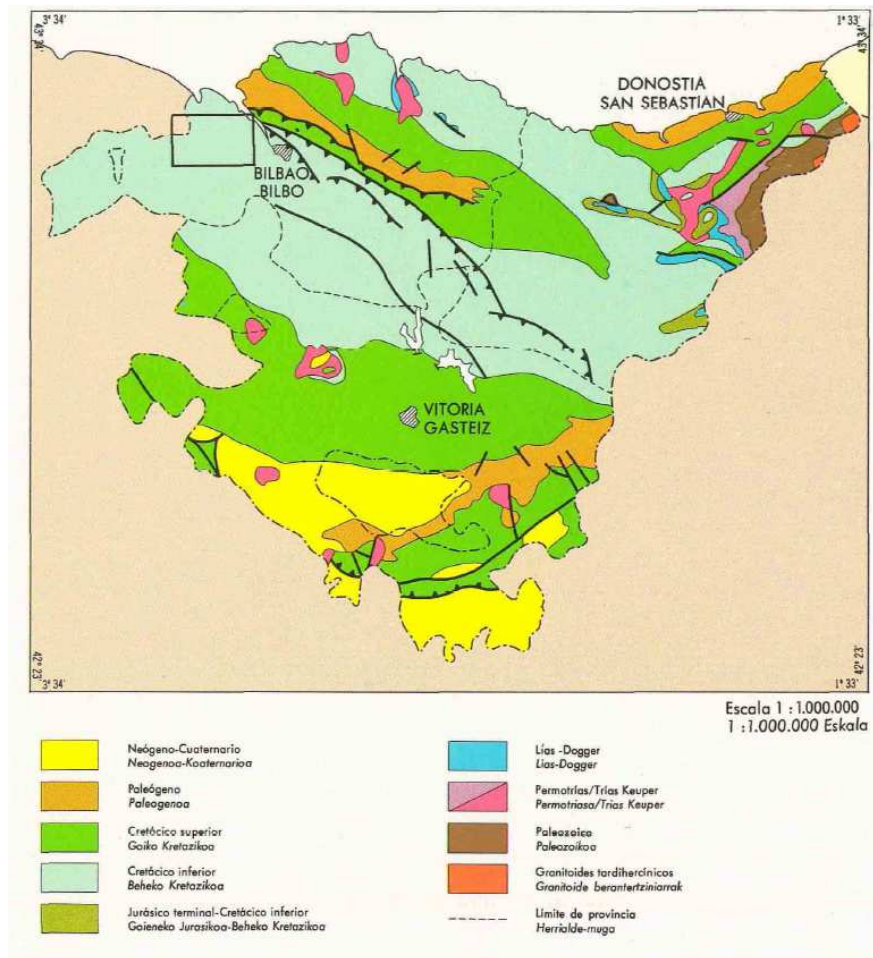 3° 34'
43° 34'
1° 33'
43° 34'
DONOSTIA
SAN SEBASTIAN
BILBAO
BILBO
VITORIA
GASTEIZ
42° 23'
3° 34'
42° 23'
1° 33'
Escala 1 : 1.000.000
1 : 1.000.000 Eskala
Neógeno-Cuaternario
Neogenoa-Koaternarioa
Paleógeno
Paleogenoa
Cretácico superior
Goiko Kretazikoa
Cretácico inferior
Beheko Kretazikoa
Jurásico terminal-Cretácico inferior
Goieneko Jurasikoa-Beheko Kretazikoa
Lías -Dogger
Lias-Dogger
Permotrías/Trías Keuper
Permotriasa/Trias Keuper
Paleozoico
Paleozoikoa
Granitoides tardihercínicos
Granitoide berantertziniarrak
Límite de provincia
Herrialde-muga